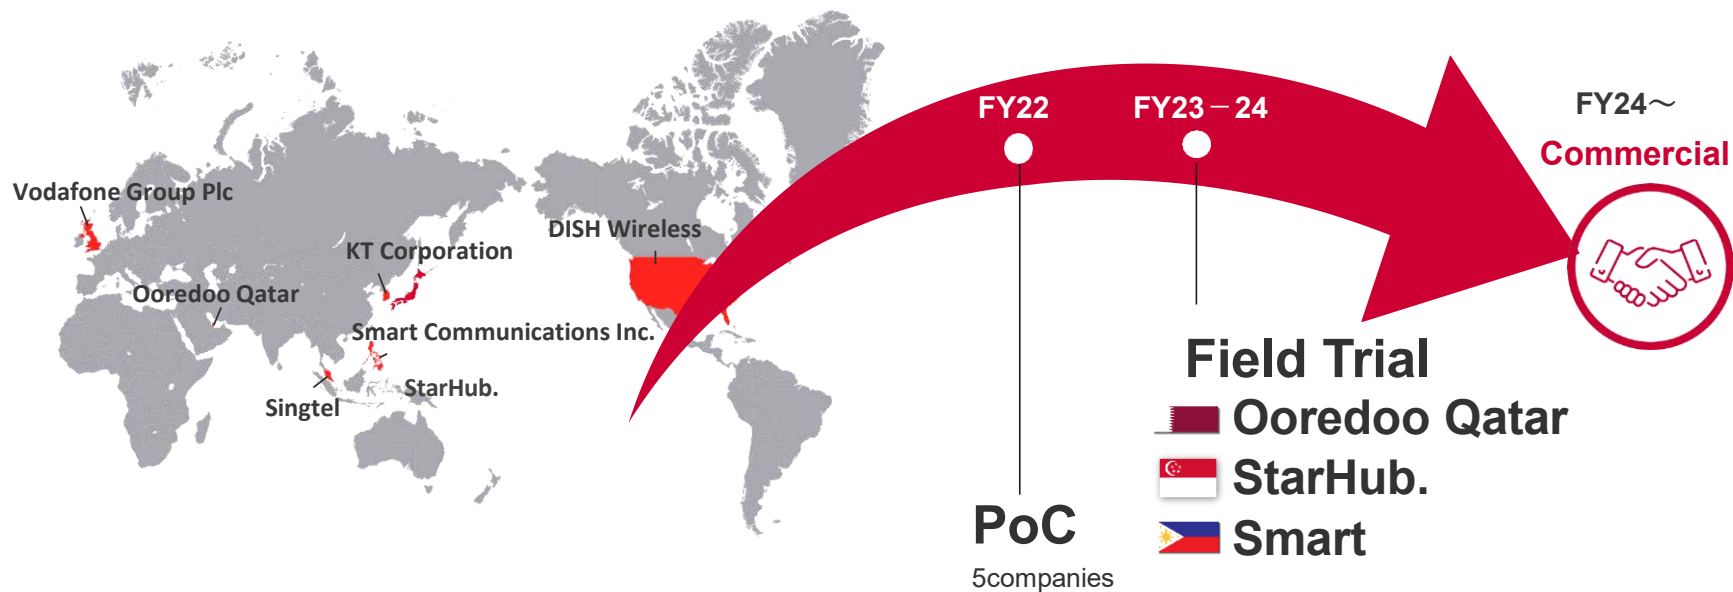 Vodafone Group Plc
KT Corporation
Ooredoo Qatar
Smart Communications Inc.
StarHub.
Singtel
DISH Wireless
FY22
FY23－24
FY24～
Commercial
PoC
5companies
Field Trial
Ooredoo Qatar
StarHub.
Smart